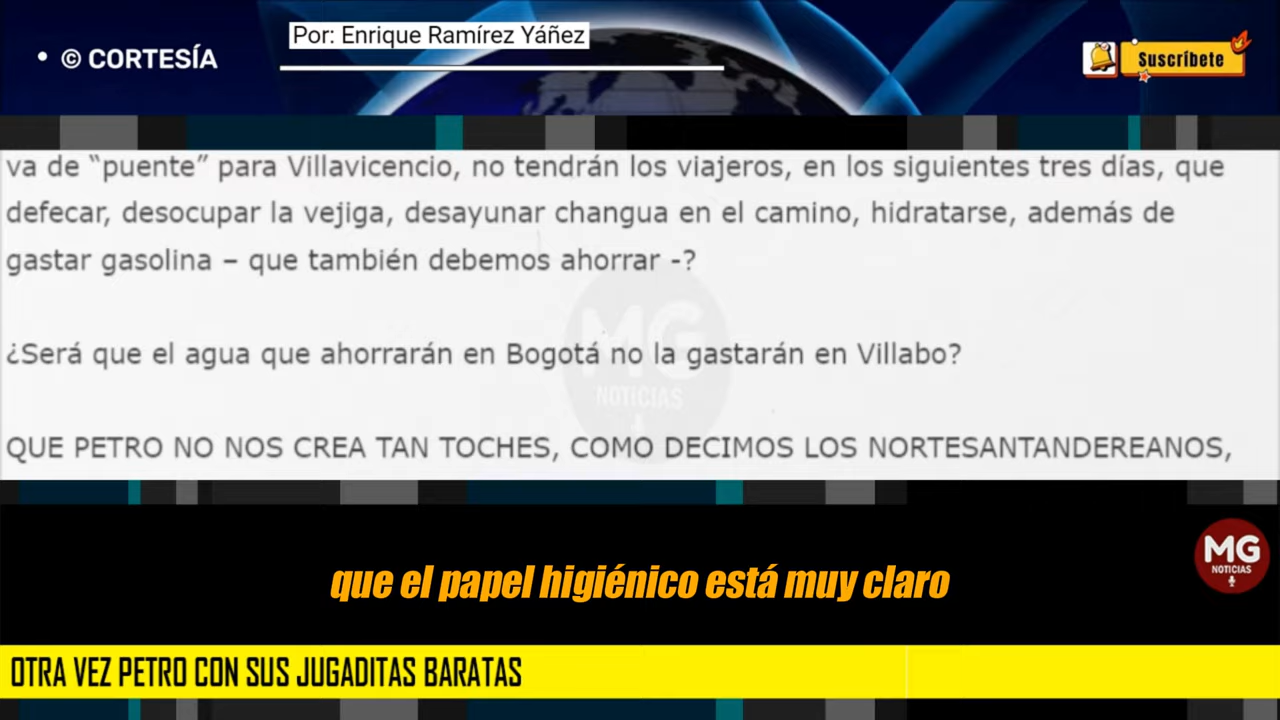 • © CORTESÍA
Por: Enrique Ramírez Yáñez
Suscríbete
va de “puente” para Villavicencio, no tendrán los viajeros, en los siguientes tres días, que
defecar, desocupar la vejiga, desayunar changua en el camino, hidratarse, además de
gastar gasolina – que también debemos ahorrar -?
¿Será que el agua que ahorrarán en Bogotá no la gastarán en Villabo?
QUE PETRO NO NOS CREA TAN TOCHES, COMO DECIMOS LOS NORTESANTANDEREANOS,
MG
NOTICIAS
MG
NOTICIAS
que el papel higiénico está muy claro
OTRA VEZ PETRO CON SUS JUGADITAS BARATAS